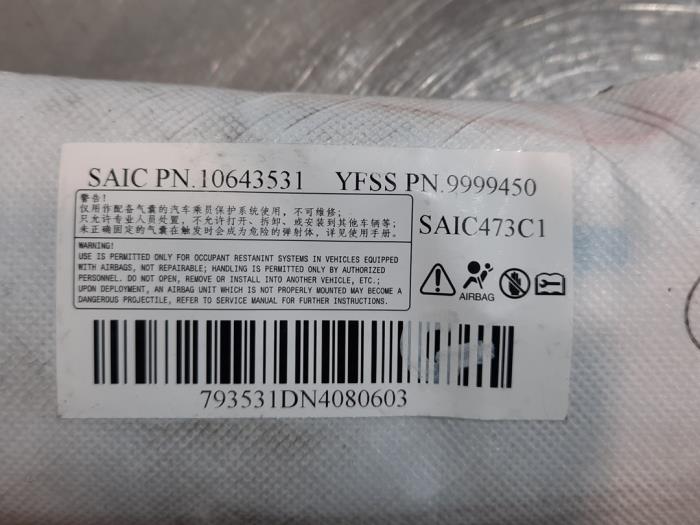 SAIC PN.10643531 YFSS PN.9999450
警告!
仅用作配备气囊的汽车乘员保护系统使用,不可维修;
只允许专业人员处置,不允许打开、拆卸、或安装到其他车辆等;
未正确固定的气囊在触发时会成为危险的弹射体,详见使用手册。
SAIC473C1
WARNING!
USE IS PERMITTED ONLY FOR OCCUPANT RESTANINT SYSTEMS IN VEHICLES EQUIPPED
WITH AIRBAGS, NOT REPAIRABLE; HANDLING IS PERMITTED ONLY BY AUTHORIZED
PERSONNEL. DO NOT OPEN, REMOVE OR INSTALL INTO ANOTHER VEHICLE, ETC.;
UPON DEPLOYMENT, AN AIRBAG UNIT WHICH IS NOT PROPERLY MOUNTED MAY BECOME A
DANGEROUS PROJECTILE, REFER TO SERVICE MANUAL FOR FURTHER INSTRUCTIONS.
AIRBAG
793531DN4080603